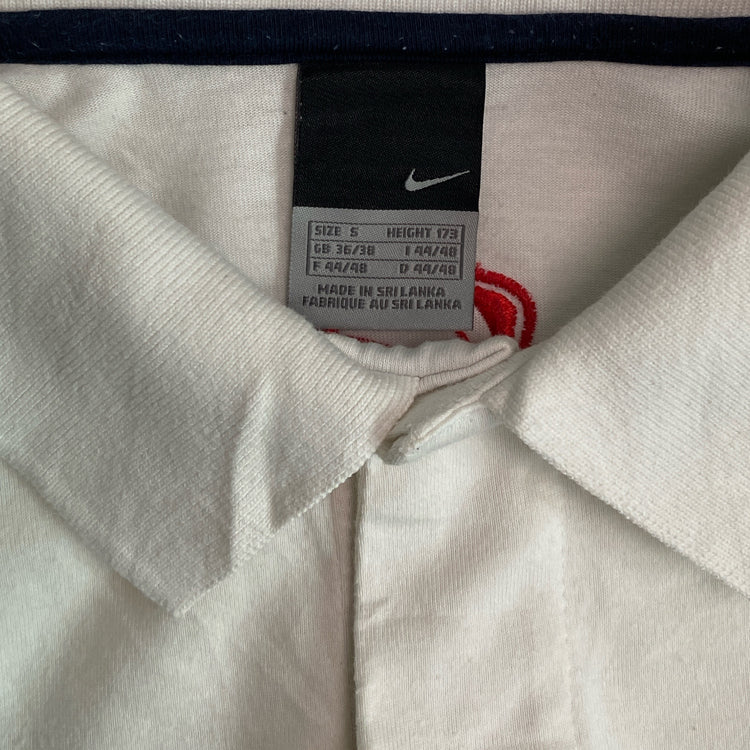 SIZE S HEIGHT 173
GB 36/38 I 44/48
F 44/48 D 44/48
MADE IN SRI LANKA
FABRIQUE AU SRI LANKA